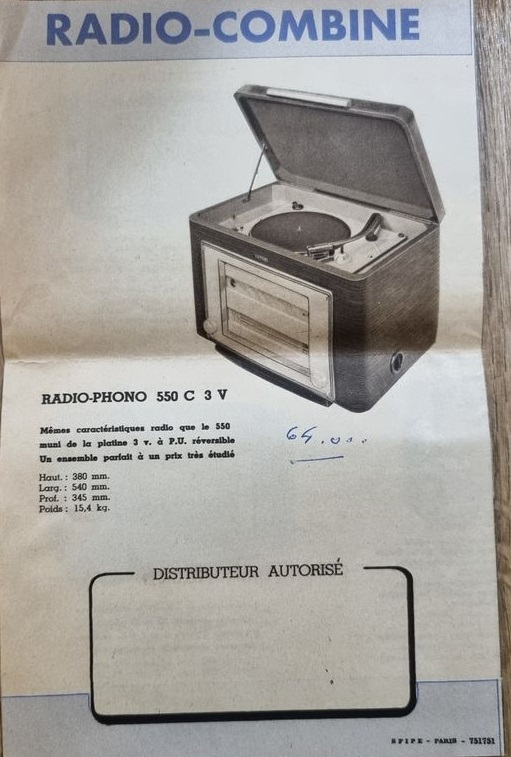 RADIO-COMBINE
RADIO-PHONO 550 C 3 V
Mêmes caractéristiques radio que le 550
muni de la platine 3 v. à P.U. réversible
Un ensemble parfait à un prix très étudié
Haut. : 380 mm.
Larg. : 540 mm.
Prof. : 345 mm.
Poids : 15,4 kg.
DISTRIBUTEUR AUTORISÉ
SFIPE - PARIS - 751751